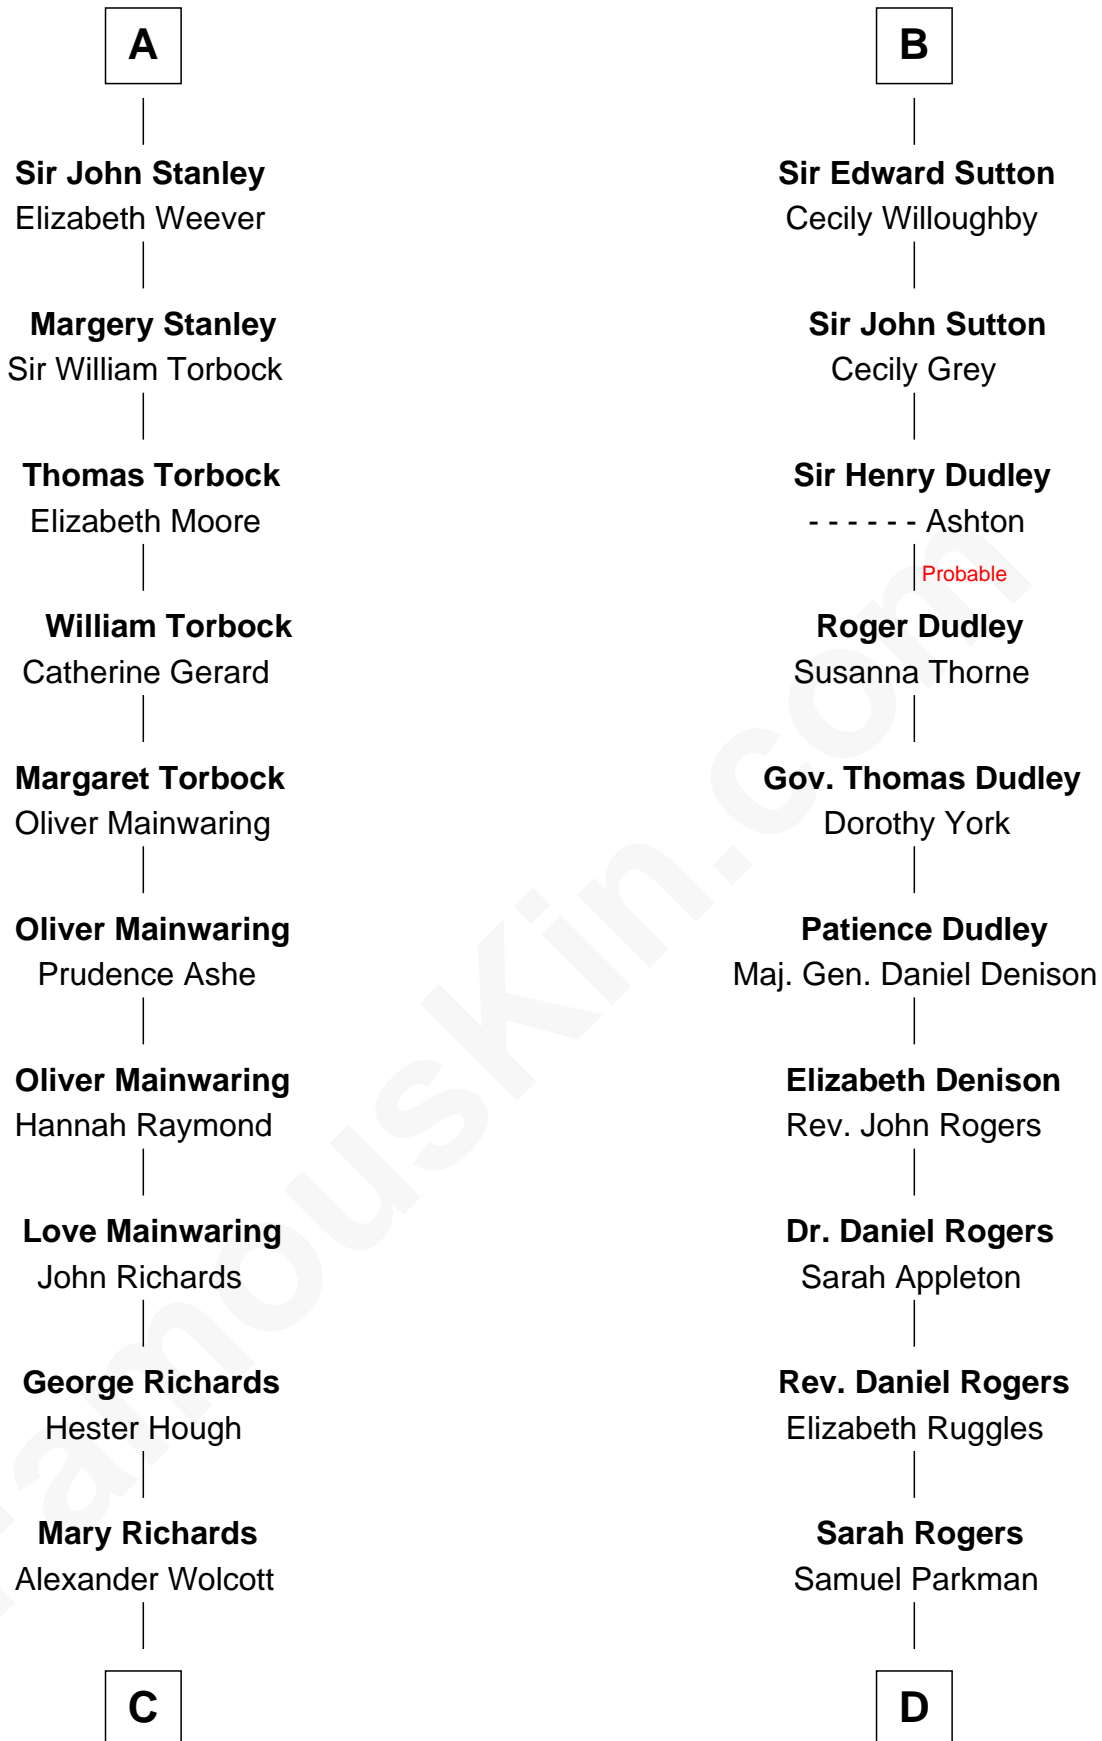 A
Sir John Stanley
Elizabeth Weever
Margery Stanley
Sir William Torbock
Thomas Torbock
Elizabeth Moore
William Torbock
Catherine Gerard
Margaret Torbock
Oliver Mainwaring
Oliver Mainwaring
Prudence Ashe
Oliver Mainwaring
Hannah Raymond
Love Mainwaring
John Richards
George Richards
Hester Hough
Mary Richards
Alexander Wolcott
C
B
Sir Edward Sutton
Cecily Willoughby
Sir John Sutton
Cecily Grey
Sir Henry Dudley
- - - - - - Ashton
Probable
Roger Dudley
Susanna Thorne
Gov. Thomas Dudley
Dorothy York
Patience Dudley
Maj. Gen. Daniel Denison
Elizabeth Denison
Rev. John Rogers
Dr. Daniel Rogers
Sarah Appleton
Rev. Daniel Rogers
Elizabeth Ruggles
Sarah Rogers
Samuel Parkman
D
FamousKin.com